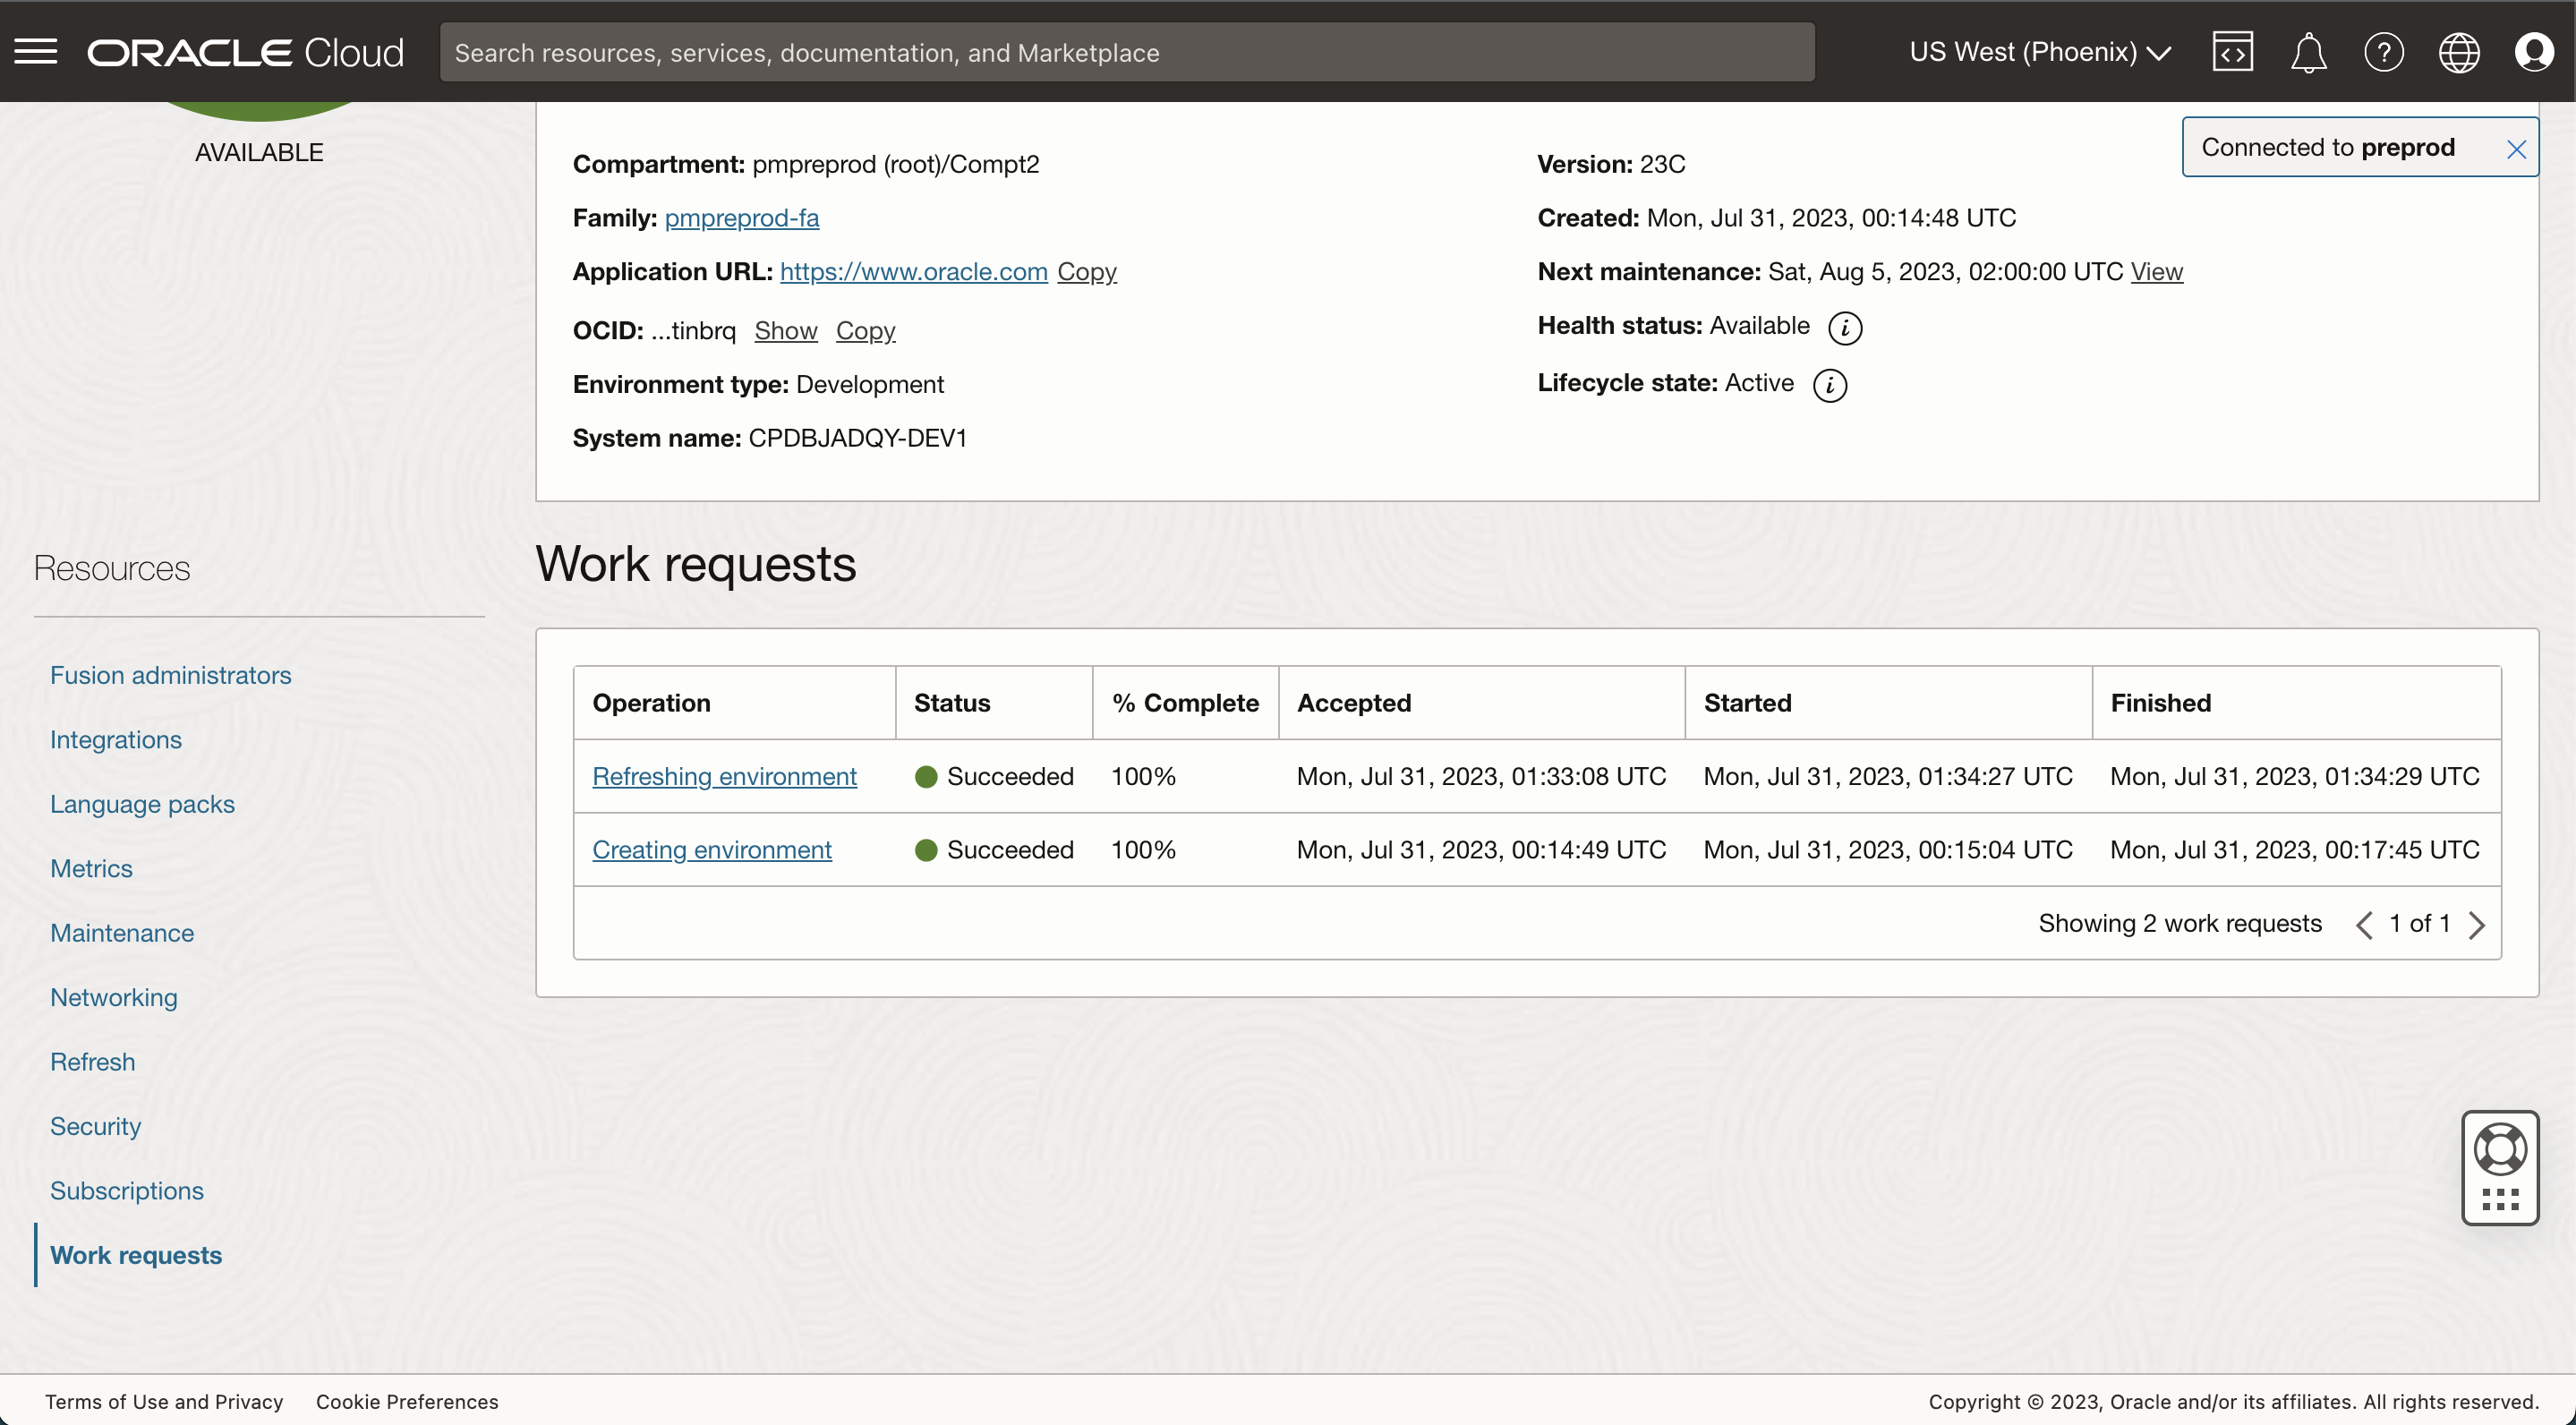 ORACLE Cloud
Search resources, services, documentation, and Marketplace
US West (Phoenix)
AVAILABLE
Connected to preprod
Compartment: pmpreprod (root)/Compt2
Family: pmpreprod-fa
Application URL: https://www.oracle.com Copy
OCID: ...tinbrq Show Copy
Environment type: Development
System name: CPDBJADQY-DEV1
Version: 23C
Created: Mon, Jul 31, 2023, 00:14:48 UTC
Next maintenance: Sat, Aug 5, 2023, 02:00:00 UTC View
Health status: Available i
Lifecycle state: Active i
Resources
Fusion administrators
Integrations
Language packs
Metrics
Maintenance
Networking
Refresh
Security
Subscriptions
Work requests
Work requests
Operation Status % Complete Accepted Started Finished
Refreshing environment Succeeded 100% Mon, Jul 31, 2023, 01:33:08 UTC Mon, Jul 31, 2023, 01:34:27 UTC Mon, Jul 31, 2023, 01:34:29 UTC
Creating environment Succeeded 100% Mon, Jul 31, 2023, 00:14:49 UTC Mon, Jul 31, 2023, 00:15:04 UTC Mon, Jul 31, 2023, 00:17:45 UTC
Showing 2 work requests 1 of 1
Terms of Use and Privacy Cookie Preferences
Copyright © 2023, Oracle and/or its affiliates. All rights reserved.